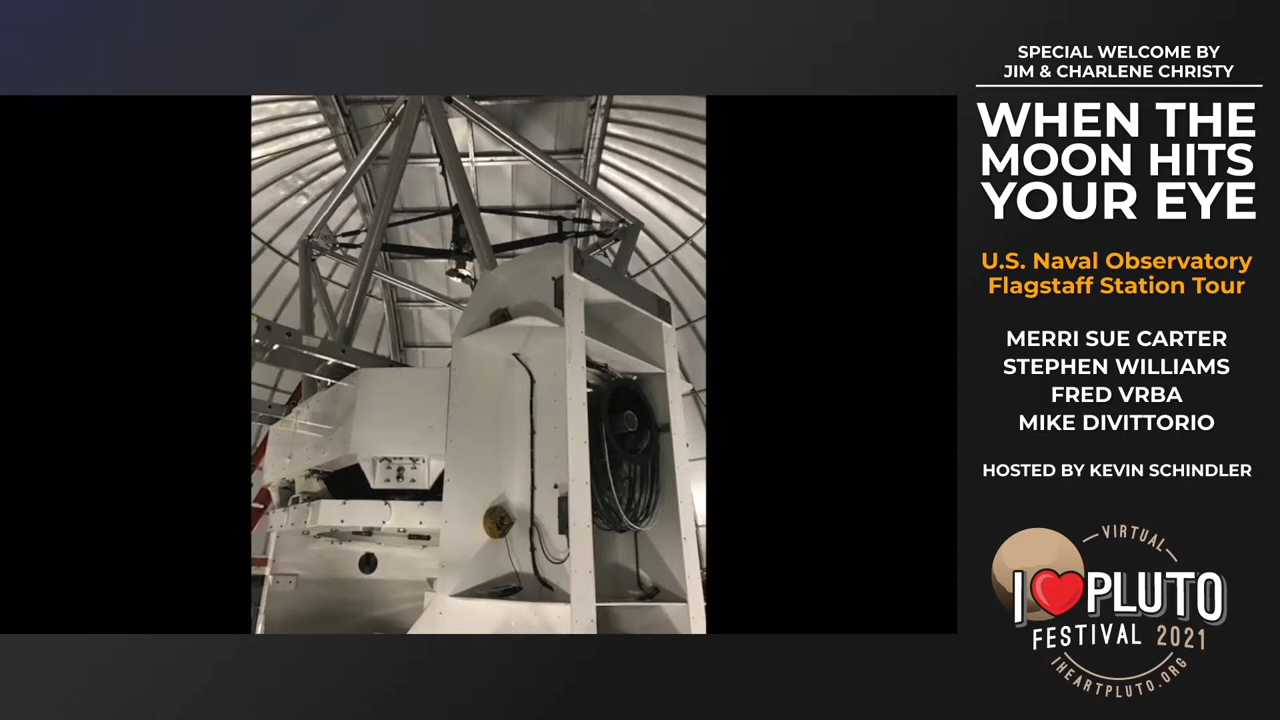 SPECIAL WELCOME BY
JIM & CHARLENE CHRISTY
WHEN THE
MOON HITS
YOUR EYE
U.S. Naval Observatory
Flagstaff Station Tour
MERRI SUE CARTER
STEPHEN WILLIAMS
FRED VRBA
MIKE DIVITTORIO
HOSTED BY KEVIN SCHINDLER
VIRTUAL
I ❤ PLUTO
FESTIVAL 2021
IHEARTPLUTO.ORG